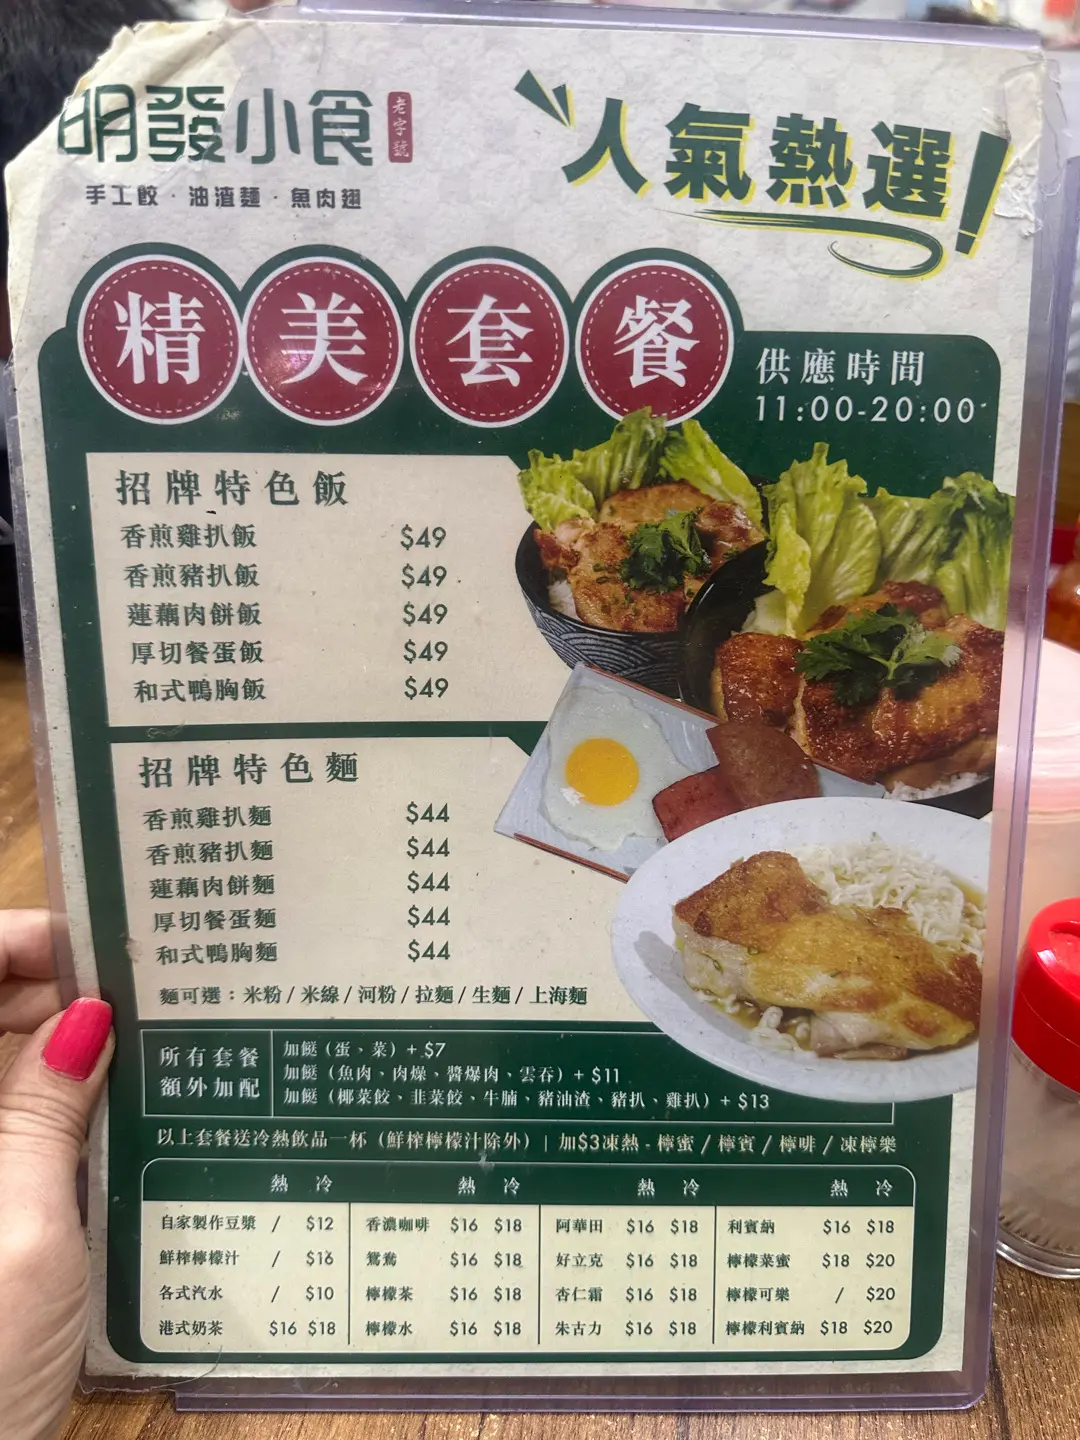 明發小食 老字號
手工餃·油渣麵·魚肉翅
人氣熱選!
精美套餐
供應時間
11:00-20:00
招牌特色飯
香煎雞扒飯 $49
香煎豬扒飯 $49
蓮藕肉餅飯 $49
厚切餐蛋飯 $49
和式鴨胸飯 $49
招牌特色麵
香煎雞扒麵 $44
香煎豬扒麵 $44
蓮藕肉餅麵 $44
厚切餐蛋麵 $44
和式鴨胸麵 $44
麵可選：米粉/米線/河粉/拉麵/生麵/上海麵
所有套餐
額外加配
加餸（蛋、菜）+ $7
加餸（魚肉、肉燥、醬爆肉、雲吞）+ $11
加餸（椰菜餃、韭菜餃、牛腩、豬油渣、豬扒、雞扒）+ $13
以上套餐送冷熱飲品一杯（鮮榨檸檬汁除外）| 加$3凍熱 - 檸蜜 / 檸賓 / 檸啡 / 凍檸樂
熱 冷 熱 冷 熱 冷 熱 冷
自家製作豆漿 / $12 香濃咖啡 $16 $18 阿華田 $16 $18 利賓納 $16 $18
鮮榨檸檬汁 / $16 鴛鴦 $16 $18 好立克 $16 $18 檸檬菜蜜 $18 $20
各式汽水 / $10 檸檬茶 $16 $18 杏仁霜 $16 $18 檸檬可樂 / $20
港式奶茶 $16 $18 檸檬水 $16 $18 朱古力 $16 $18 檸檬利賓納 $18 $20